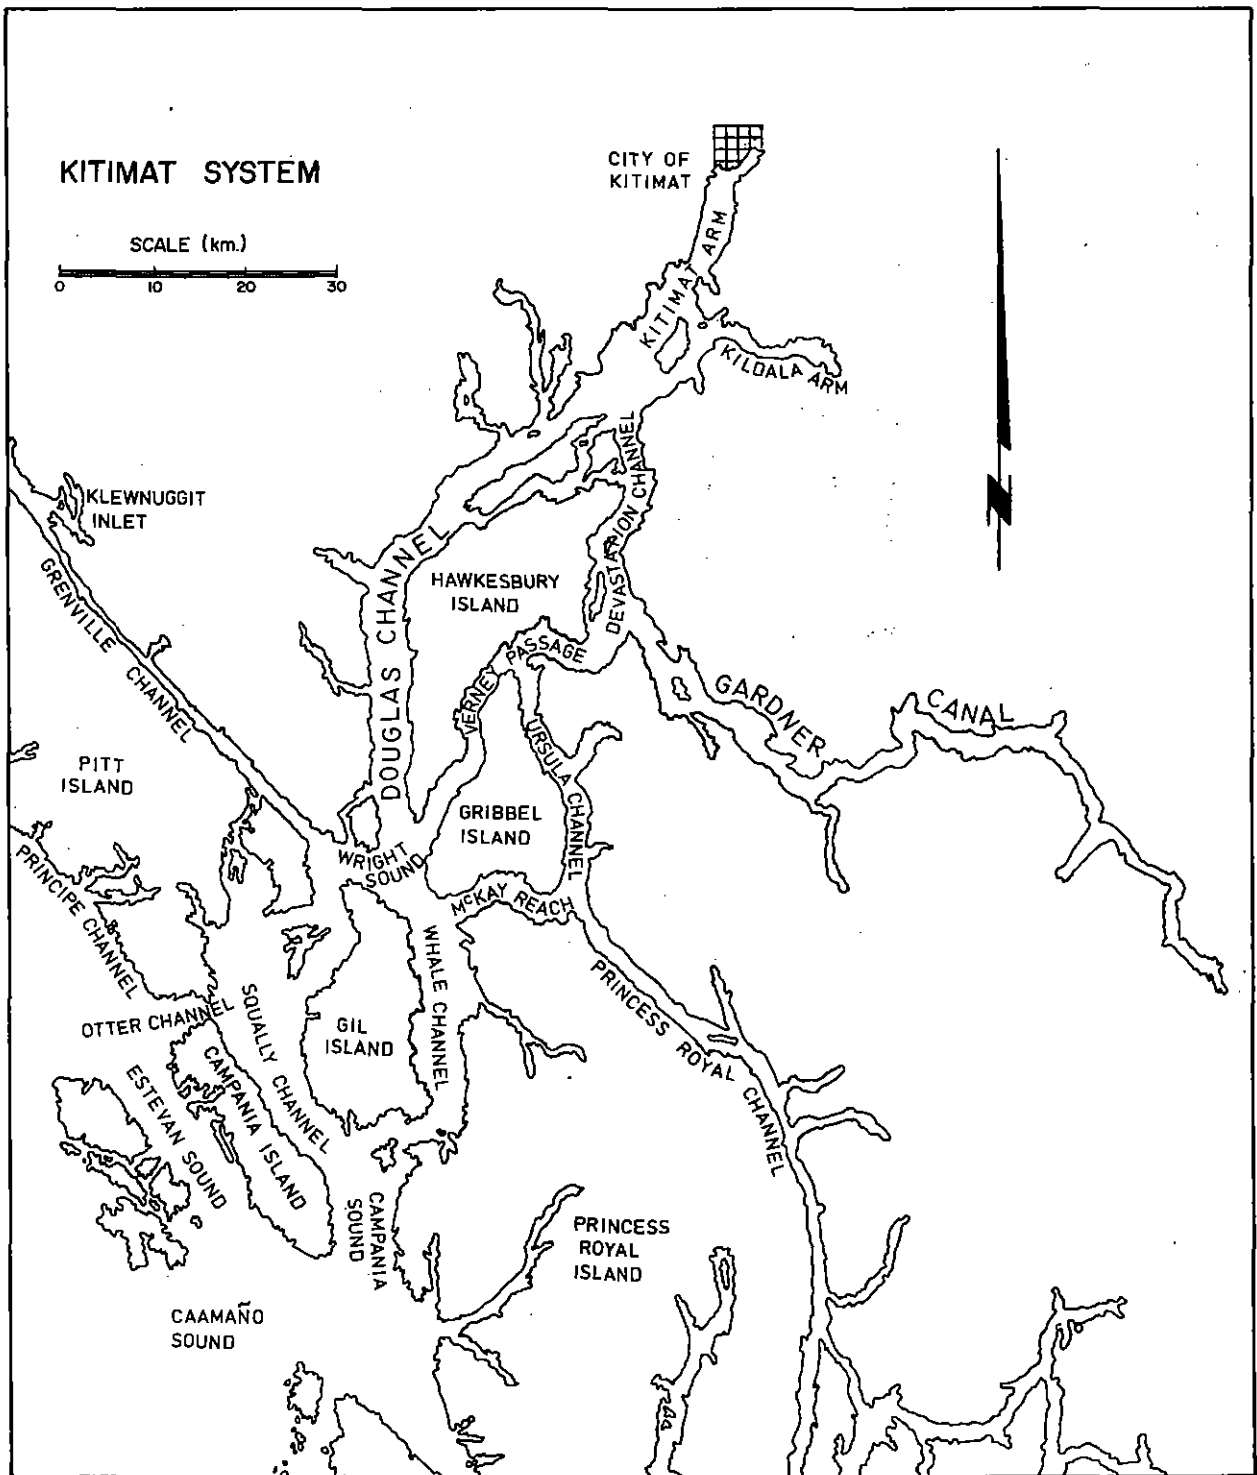 KITIMAT SYSTEM
SCALE (km.)
0 10 20 30
CITY OF
KITIMAT
KITIMAT ARM
KILDALA ARM
KLEWNUGGIT
INLET
GRENVILLE CHANNEL
DOUGLAS CHANNEL
HAWKESBURY
ISLAND
DEVASTATION CHANNEL
VERNEY PASSAGE
URSULA CHANNEL
GARDNER CANAL
PITT
ISLAND
GRIBBEL
ISLAND
WRIGHT
SOUND
McKAY REACH
PRINCIPE CHANNEL
WHALE CHANNEL
PRINCESS ROYAL CHANNEL
OTTER CHANNEL
SQUALLY CHANNEL
GIL
ISLAND
CAMPANIA ISLAND
ESTEVAN SOUND
CAMPANIA
SOUND
PRINCESS
ROYAL
ISLAND
CAAMAÑO
SOUND